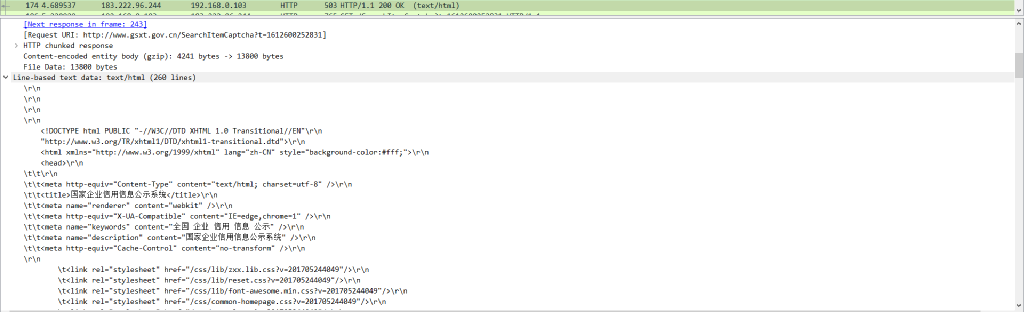 174 4.689537 183.222.96.244 192.168.0.103 HTTP 503 HTTP/1.1 200 OK (text/html)
[Next response in frame: 243]
[Request URI: http://www.gsxt.gov.cn/SearchItemCaptcha?t=1612600252831]
HTTP chunked response
Content-encoded entity body (gzip): 4241 bytes -> 13800 bytes
File Data: 13800 bytes
Line-based text data: text/html (260 lines)
\r\n
\r\n
\r\n
\r\n
<!DOCTYPE html PUBLIC "-//W3C//DTD XHTML 1.0 Transitional//EN"\r\n
"http://www.w3.org/TR/xhtml1/DTD/xhtml1-transitional.dtd">\r\n
<html xmlns="http://www.w3.org/1999/xhtml" lang="zh-CN" style="background-color:#fff;">\r\n
<head>\r\n
\t\t\r\n
\t\t<meta http-equiv="Content-Type" content="text/html; charset=utf-8" />\r\n
\t\t<title>国家企业信用信息公示系统</title>\r\n
\t\t<meta name="renderer" content="webkit" />\r\n
\t\t<meta http-equiv="X-UA-Compatible" content="IE=edge,chrome=1" />\r\n
\t\t<meta name="keywords" content="全国 企业 信用 信息 公示" />\r\n
\t\t<meta name="description" content="国家企业信用信息公示系统" />\r\n
\t\t<meta http-equiv="Cache-Control" content="no-transform" />\r\n
\r\n
\t<link rel="stylesheet" href="/css/lib/zxx.lib.css?v=201705244049"/>\r\n
\t<link rel="stylesheet" href="/css/lib/reset.css?v=201705244049"/>\r\n
\t<link rel="stylesheet" href="/css/lib/font-awesome.min.css?v=201705244049"/>\r\n
\t<link rel="stylesheet" href="/css/common-homepage.css?v=201705244049"/>\r\n